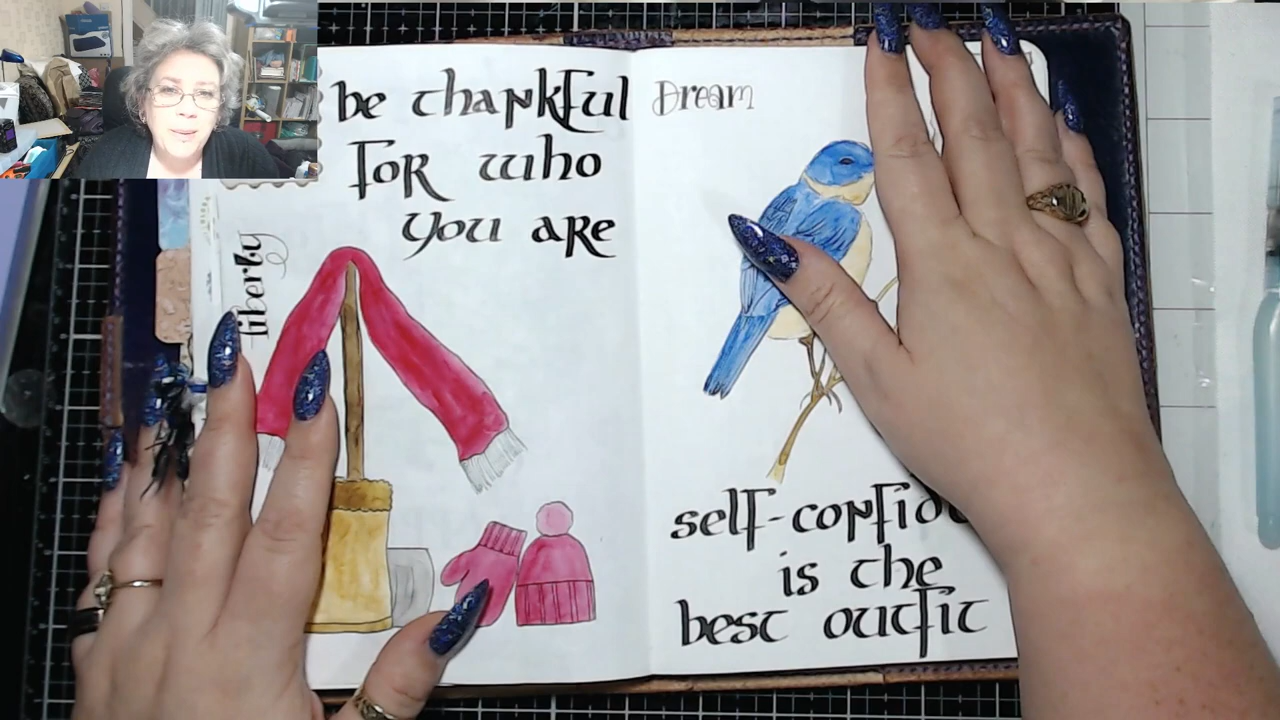 be thankful
for who
you are
liberty
Dream
self-confid
is the
best outfit